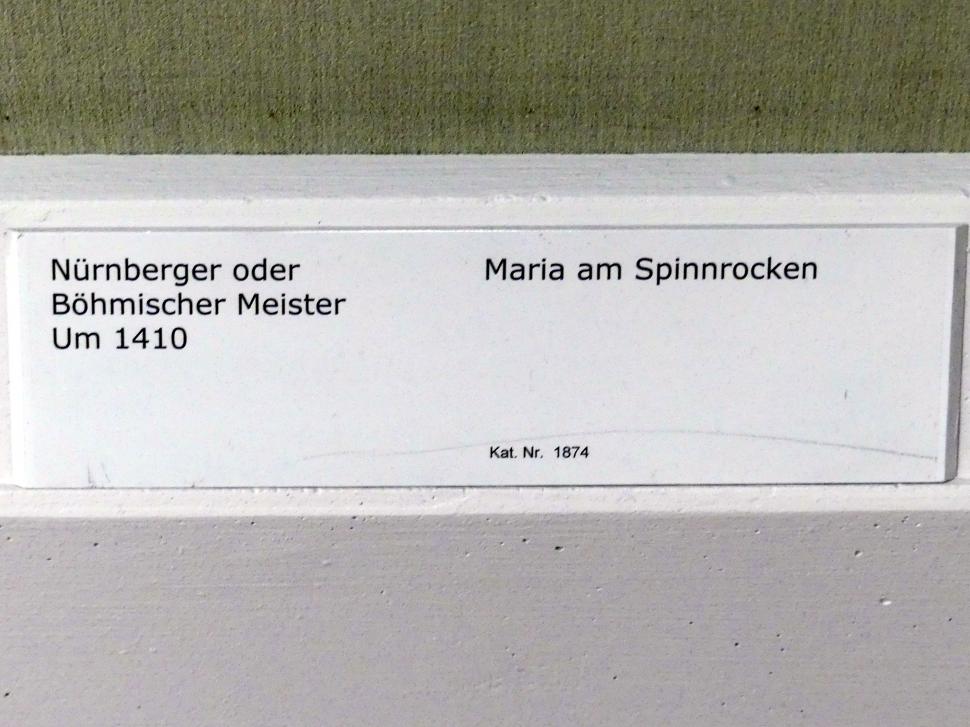 Nürnberger oder
Böhmischer Meister
Um 1410
Maria am Spinnrocken
Kat. Nr. 1874